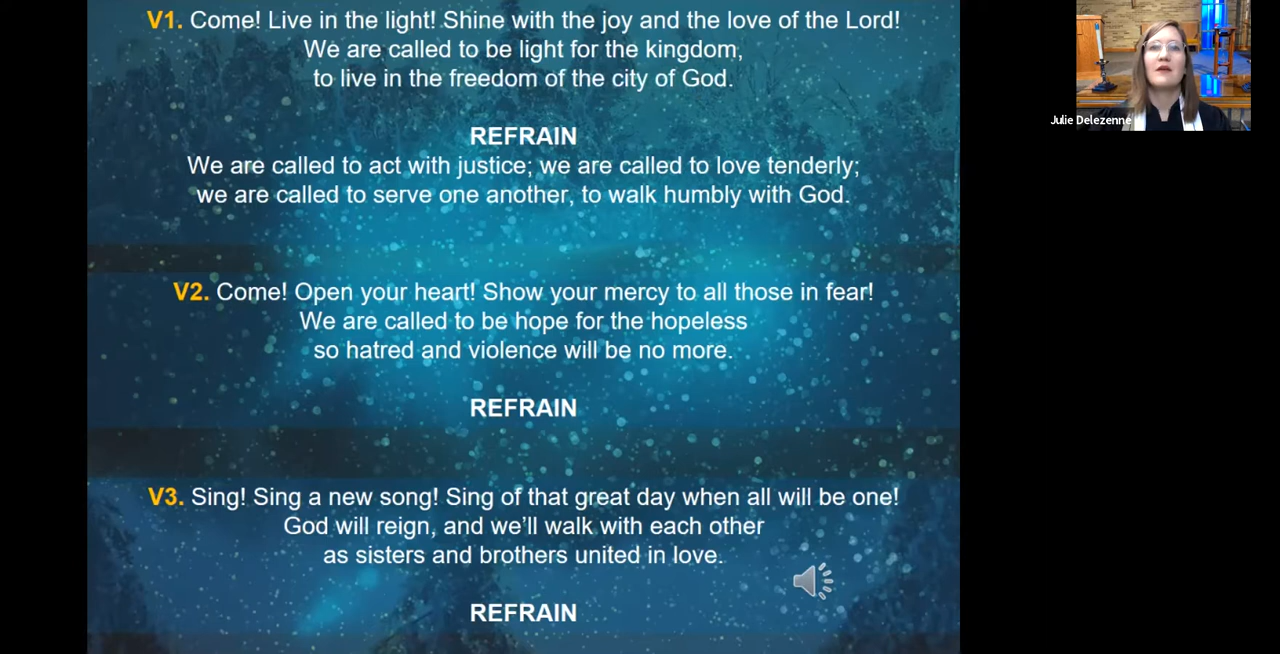 V1. Come! Live in the light! Shine with the joy and the love of the Lord!
We are called to be light for the kingdom,
to live in the freedom of the city of God.
REFRAIN
We are called to act with justice; we are called to love tenderly;
we are called to serve one another, to walk humbly with God.
V2. Come! Open your heart! Show your mercy to all those in fear!
We are called to be hope for the hopeless
so hatred and violence will be no more.
REFRAIN
V3. Sing! Sing a new song! Sing of that great day when all will be one!
God will reign, and we’ll walk with each other
as sisters and brothers united in love.
REFRAIN
Julie Delezenne